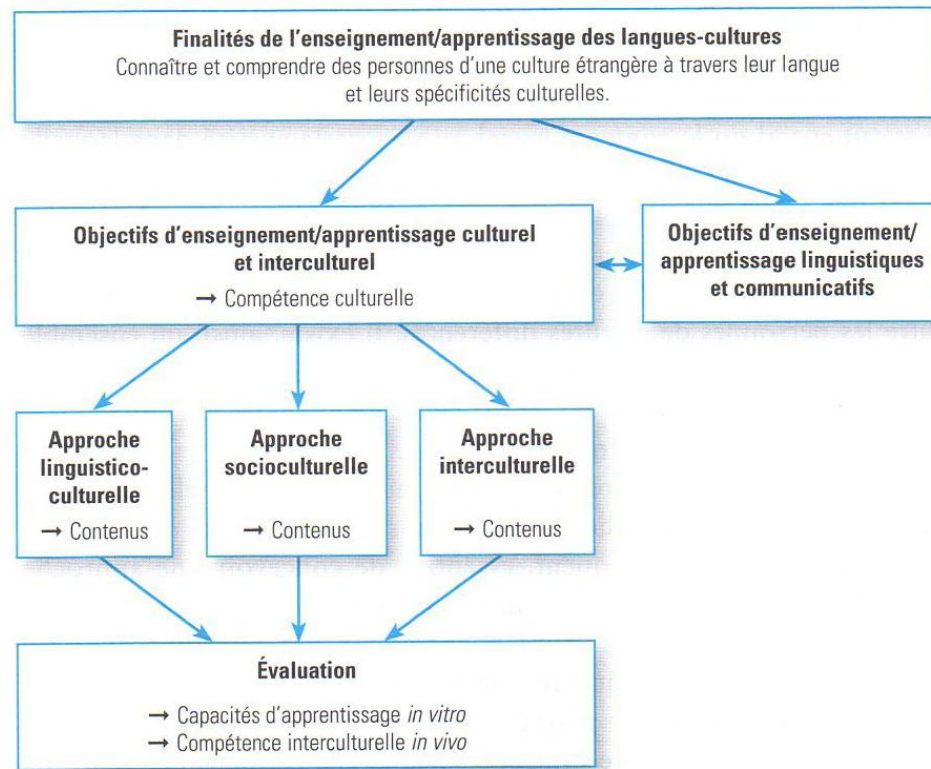 Finalités de l'enseignement/apprentissage des langues-cultures
Connaître et comprendre des personnes d'une culture étrangère à travers leur langue
et leurs spécificités culturelles.
Objectifs d'enseignement/apprentissage culturel
et interculturel
→ Compétence culturelle
Objectifs d'enseignement/
apprentissage linguistiques
et communicatifs
Approche
linguistico-
culturelle
→ Contenus
Approche
socioculturelle
→ Contenus
Approche
interculturelle
→ Contenus
Évaluation
→ Capacités d'apprentissage in vitro
→ Compétence interculturelle in vivo